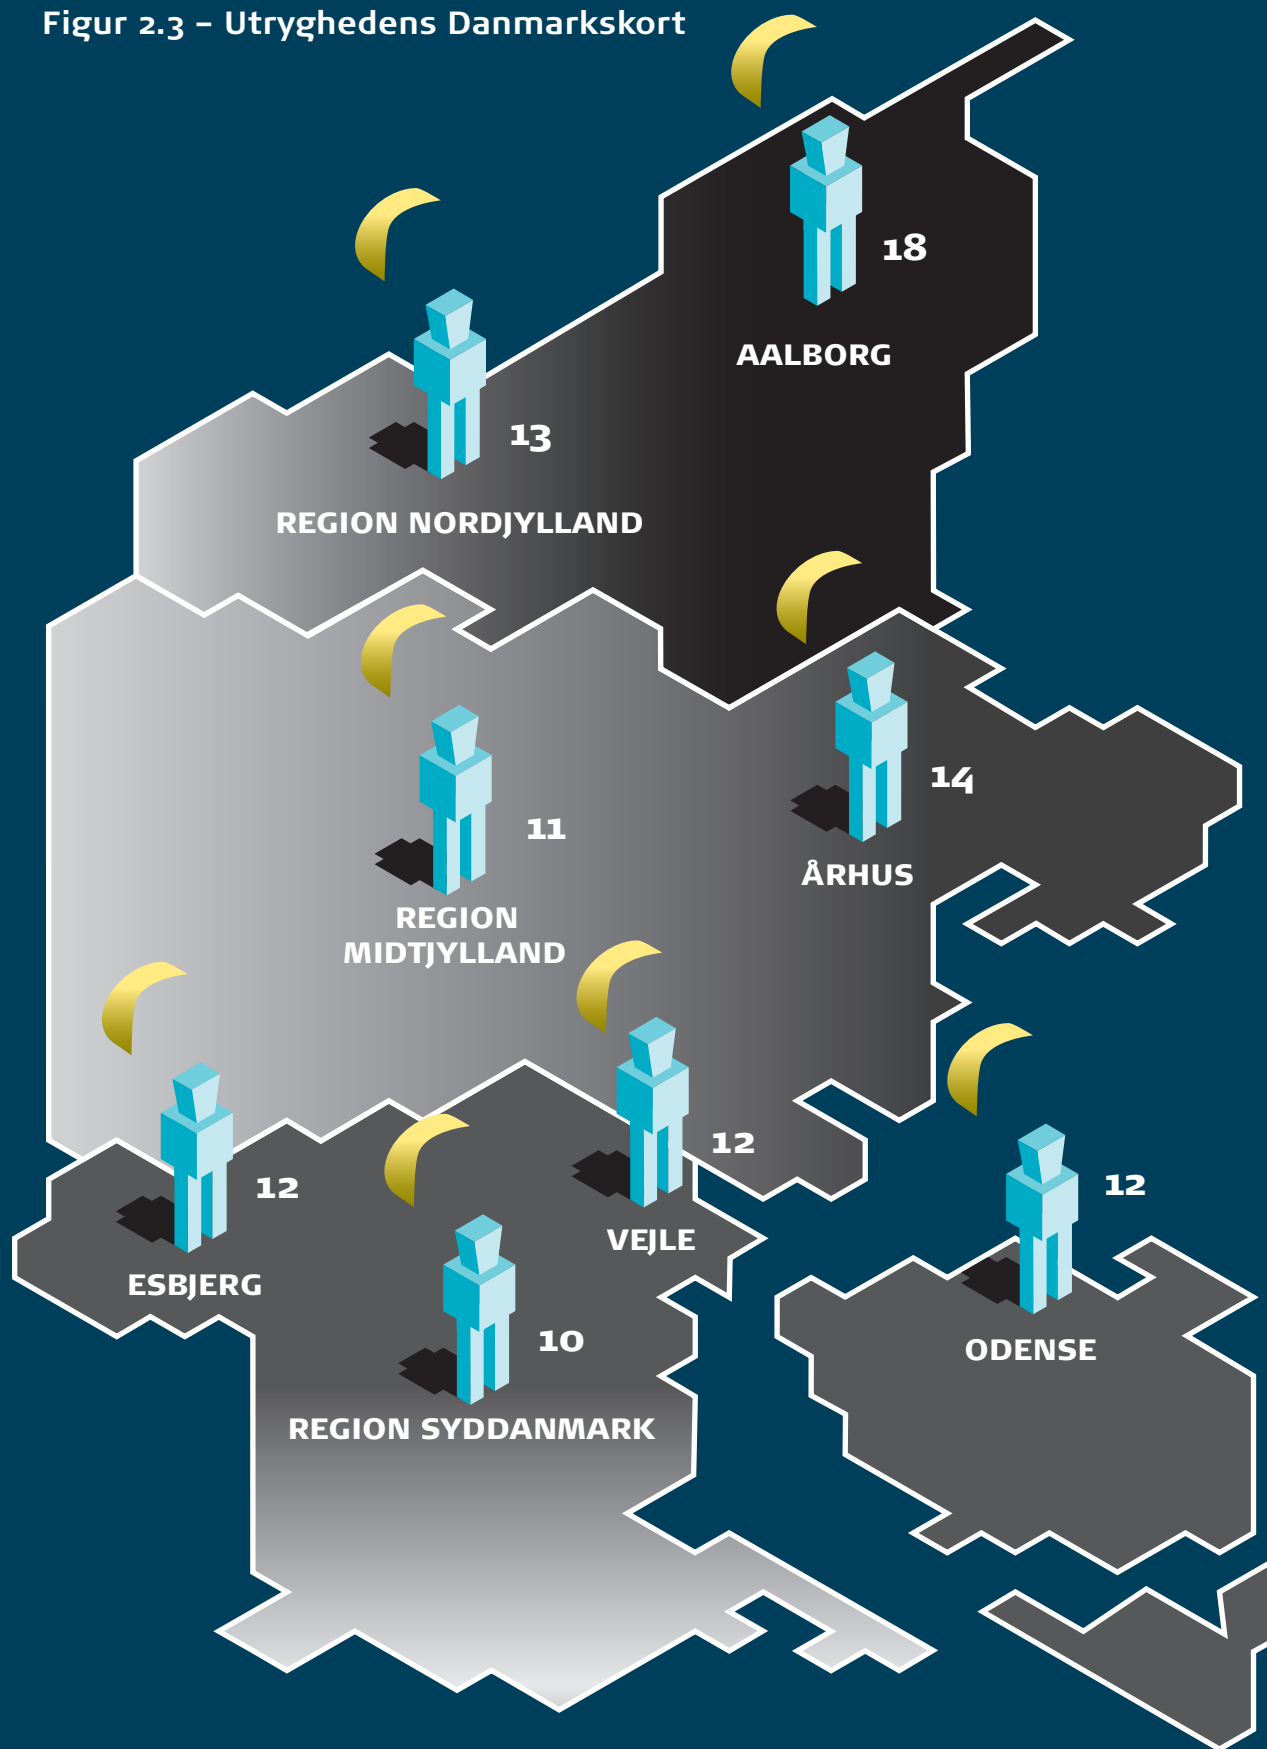 Figur 2.3 – Utryghedens Danmarkskort
18
AALBORG
13
REGION NORDJYLLAND
14
ÅRHUS
11
REGION
MIDTJYLLAND
12
VEJLE
12
ESBJERG
12
ODENSE
10
REGION SYDDANMARK